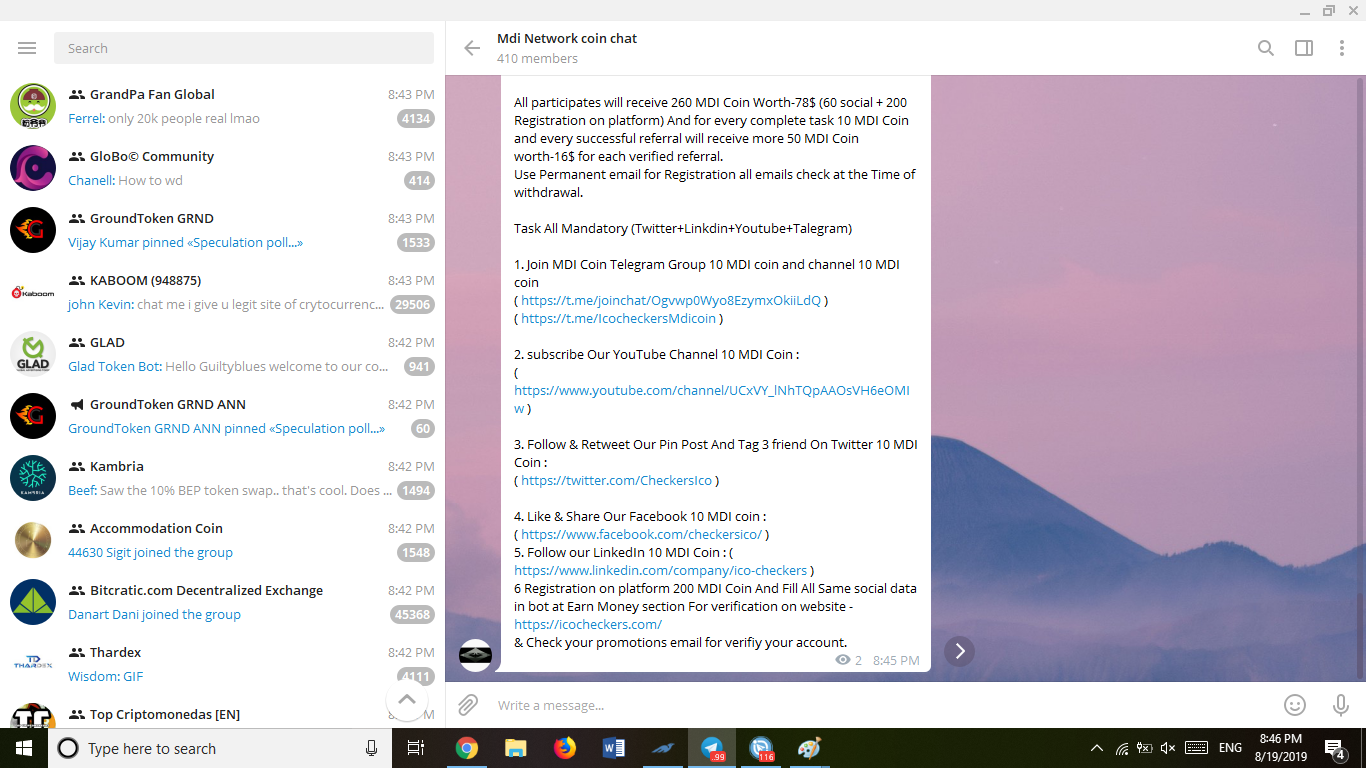 Search
GrandPa Fan Global
8:43 PM
Ferrel: only 20k people real lmao
4134
GloBo© Community
8:43 PM
Chanell: How to wd
414
GroundToken GRND
8:43 PM
Vijay Kumar pinned «Speculation poll...»
1533
Kaboom
KABOOM (948875)
8:43 PM
john Kevin: chat me i give u legit site of crytocurrenc...
29506
GLAD
GLAD
8:42 PM
Glad Token Bot: Hello Guiltyblues welcome to our co...
941
GroundToken GRND ANN
8:42 PM
GroundToken GRND ANN pinned «Speculation poll...»
60
KAMBRIA
Kambria
8:42 PM
Beef: Saw the 10% BEP token swap.. that's cool. Does ...
1494
Accommodation Coin
8:42 PM
44630 Sigit joined the group
1548
Bitcratic.com Decentralized Exchange
8:42 PM
Danart Dani joined the group
45368
TD
THARDEX
Thardex
8:42 PM
Wisdom: GIF
4111
Top Criptomonedas [EN]
Mdi Network coin chat
410 members
All participates will receive 260 MDI Coin Worth-78$ (60 social + 200
Registration on platform) And for every complete task 10 MDI Coin
and every successful referral will receive more 50 MDI Coin
worth-16$ for each verified referral.
Use Permanent email for Registration all emails check at the Time of
withdrawal.
Task All Mandatory (Twitter+Linkdin+Youtube+Talegram)
1. Join MDI Coin Telegram Group 10 MDI coin and channel 10 MDI
coin
( https://t.me/joinchat/Ogvwp0Wyo8EzymxOkiiLdQ )
( https://t.me/IcocheckersMdicoin )
2. subscribe Our YouTube Channel 10 MDI Coin :
(
https://www.youtube.com/channel/UCxVY_lNhTQpAAOsVH6eOMI
w )
3. Follow & Retweet Our Pin Post And Tag 3 friend On Twitter 10 MDI
Coin :
( https://twitter.com/CheckersIco )
4. Like & Share Our Facebook 10 MDI coin :
( https://www.facebook.com/checkersico/ )
5. Follow our LinkedIn 10 MDI Coin : (
https://www.linkedin.com/company/ico-checkers )
6 Registration on platform 200 MDI Coin And Fill All Same social data
in bot at Earn Money section For verification on website -
https://icocheckers.com/
& Check your promotions email for verifiy your account.
2 8:45 PM
Write a message...
Type here to search
.99
116
ENG
8:46 PM
8/19/2019
4